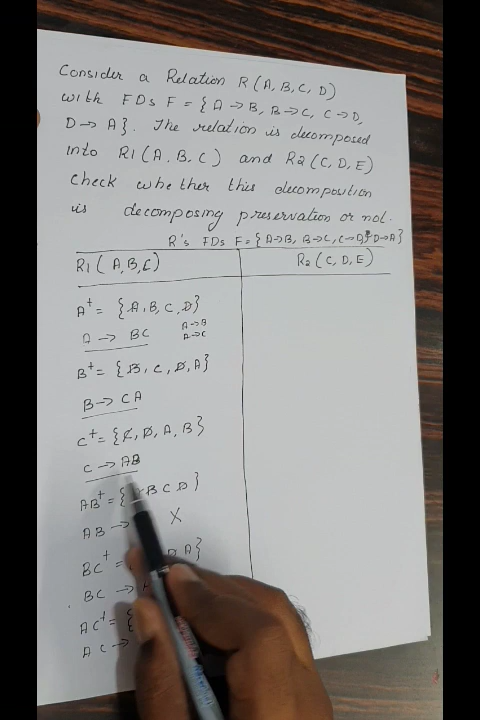 Consider a Relation R(A,B,C,D)
with FDs F = {A→B, B→C, C→D,
D→A}. The relation is decomposed
into R1(A,B,C) and R2(C,D,E)
Check whether this decomposition
is decomposing preservation or not.
R's FDs F={A→B, B→C, C→D, D→A}
R1(A,B,C)
R2(C,D,E)
A+ = {A,B,C,D}
A → BC
A→B
A→C
B+ = {B,C,D,A}
B→CA
C+ = {C,D,A,B}
C→AB
AB+ = { B C D}
AB → X
BC+ = D A}
BC →
AC+ = {
AC →